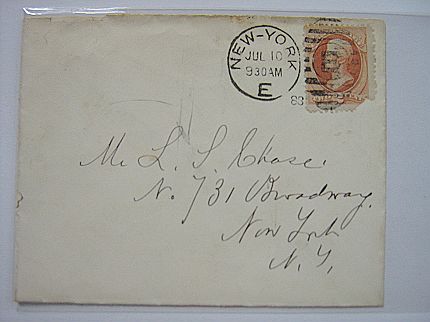 NEW-YORK
JUL 10
930AM
E
83
Mr. L. S. Chase.
No. 731 Broadway.
New York
N. Y.